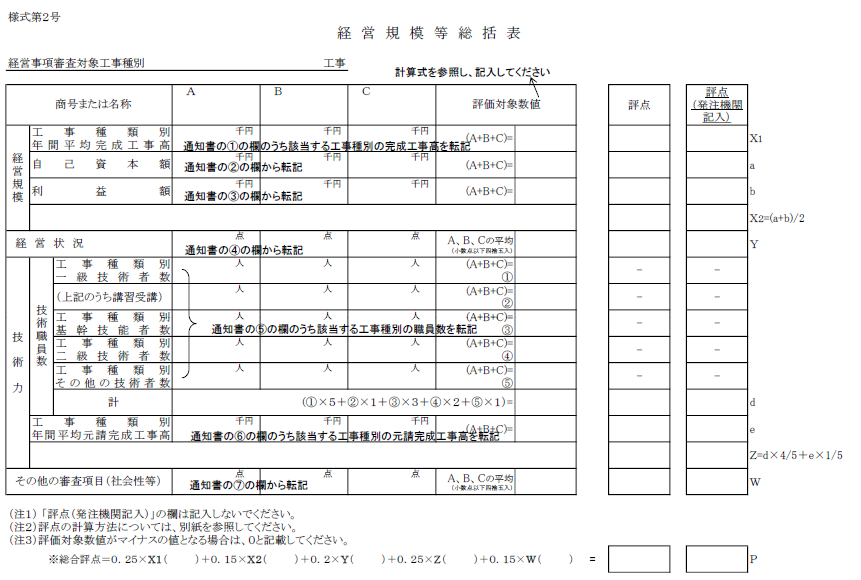 様式第2号
経営規模等総括表
経営事項審査対象工事種別　　　　　　　　　　工事
計算式を参照し、記入してください
商号または名称 A B C 評価対象数値 評点 評点(発注機関記入)
経営規模
工事種類別年間平均完成工事高 千円 千円 千円 (A+B+C)= X1
通知書の①の欄のうち該当する工事種別の完成工事高を転記
自己資本額 千円 千円 千円 (A+B+C)= a
通知書の②の欄から転記
利益額 千円 千円 千円 (A+B+C)= b
通知書の③の欄から転記
X2=(a+b)/2
経営状況 点 点 点 A、B、Cの平均 (小数点以下四捨五入) Y
通知書の④の欄から転記
技術力
技術職員数
工事種類別一級技術者数 人 人 人 (A+B+C)= ① － －
(上記のうち講習受講) 人 人 人 (A+B+C)= ② － －
工事種類別基幹技能者数 人 人 人 (A+B+C)= ③ － －
通知書の⑤の欄のうち該当する工事種別の職員数を転記
工事種類別二級技術者数 人 人 人 (A+B+C)= ④ － －
工事種類別その他の技術者数 人 人 人 (A+B+C)= ⑤ － －
計 (①×5＋②×1＋③×3＋④×2＋⑤×1)= d
工事種類別年間平均元請完成工事高 千円 千円 千円 (A+B+C)= e
通知書の⑥の欄のうち該当する工事種別の元請完成工事高を転記
Z=d×4/5＋e×1/5
その他の審査項目(社会性等) 点 点 点 A、B、Cの平均 (小数点以下四捨五入) W
通知書の⑦の欄から転記
(注1)「評点(発注機関記入)」の欄は記入しないでください。
(注2)評点の計算方法については、別紙を参照してください。
(注3)評価対象数値がマイナスの値となる場合は、0と記載してください。
※総合評点＝0.25×X1(　　)＋0.15×X2(　　)＋0.2×Y(　　)＋0.25×Z(　　)＋0.15×W(　　) = P